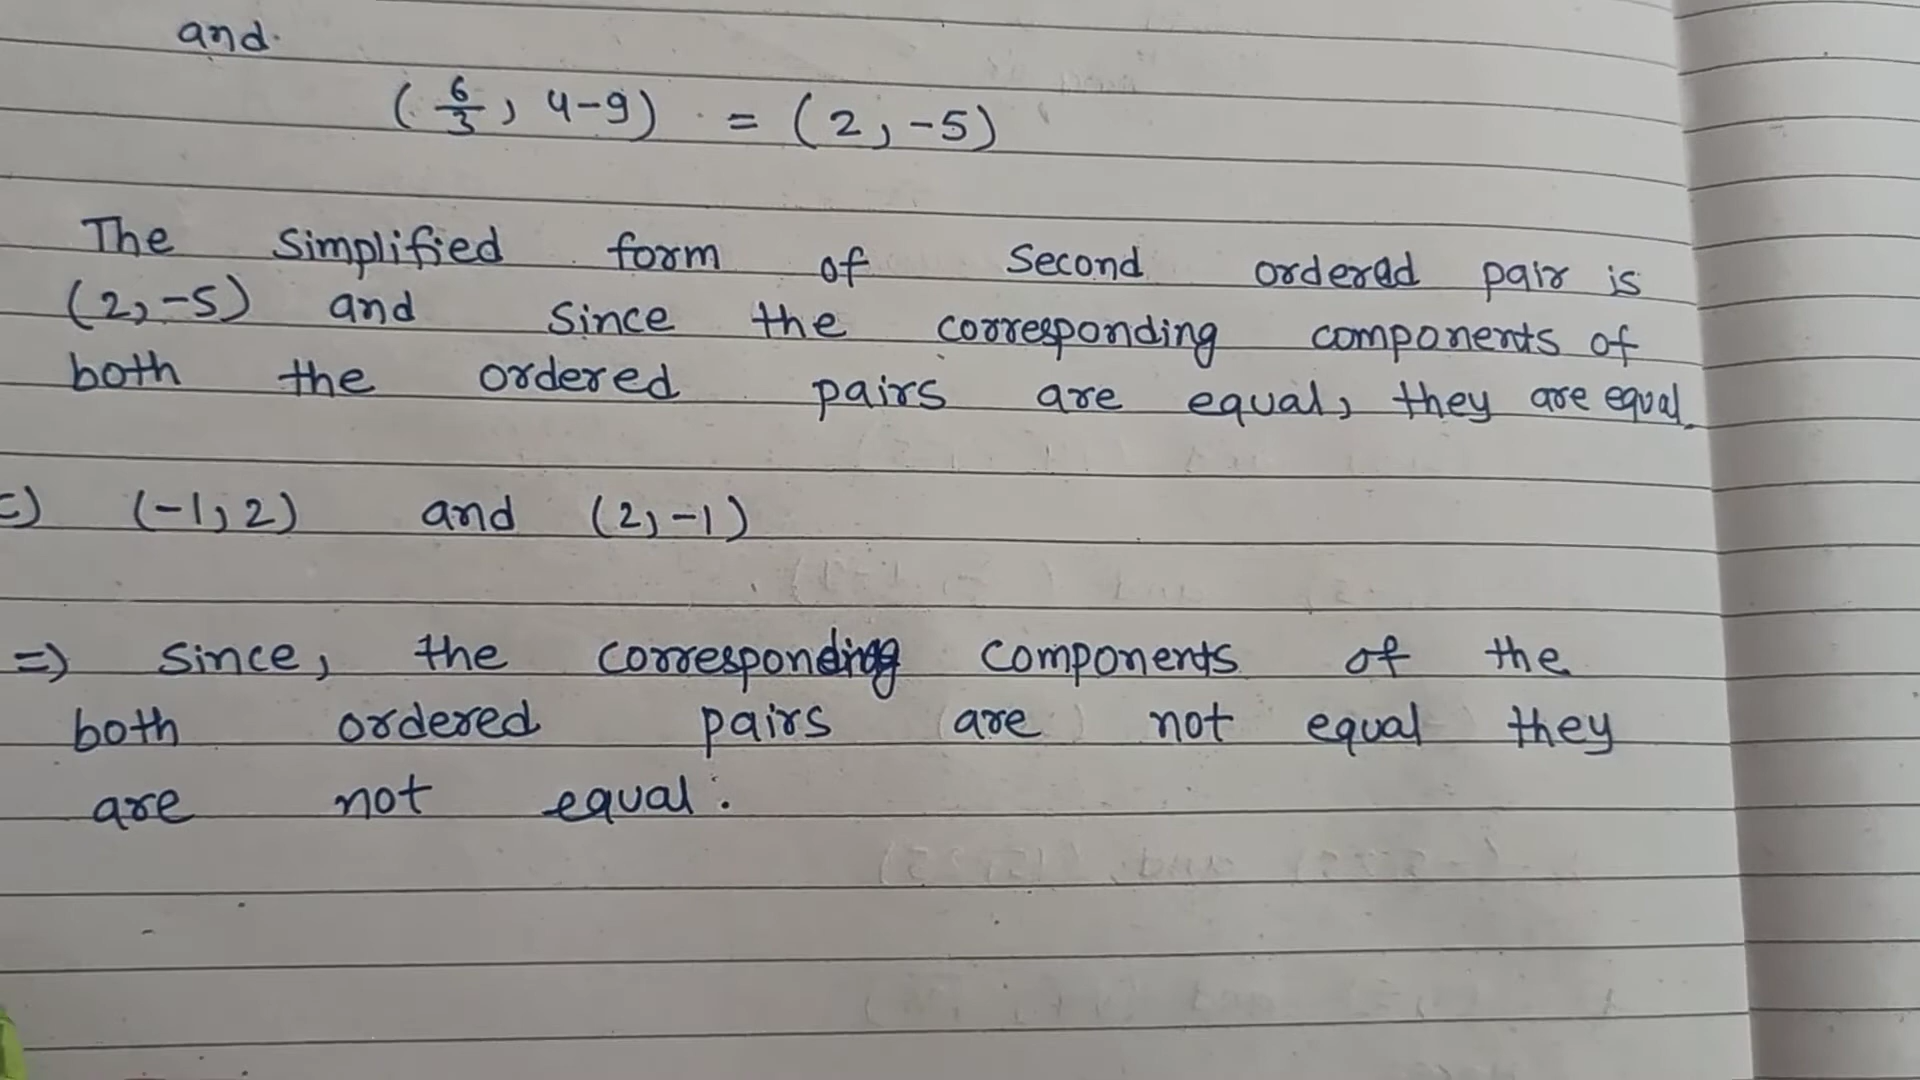 and.
(6/3, 4-9) = (2, -5)
The simplified form of second ordered pair is
(2, -5) and since the corresponding components of
both the ordered pairs are equal, they are equal.
c) (-1, 2) and (2, -1)
=> since, the corresponding components of the
both ordered pairs are not equal they
are not equal.